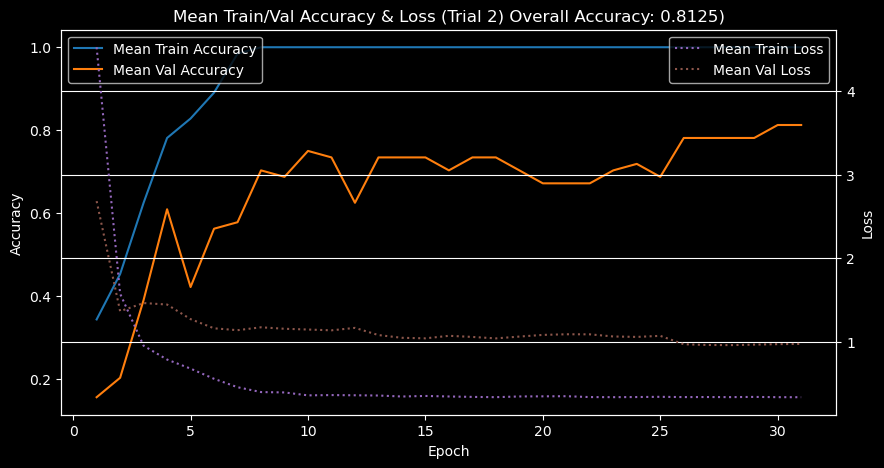 Mean Train/Val Accuracy & Loss (Trial 2) Overall Accuracy: 0.8125)
Mean Train Accuracy
Mean Val Accuracy
Mean Train Loss
Mean Val Loss
1.0
0.8
0.6
0.4
0.2
Accuracy
4
3
2
1
Loss
0 5 10 15 20 25 30
Epoch